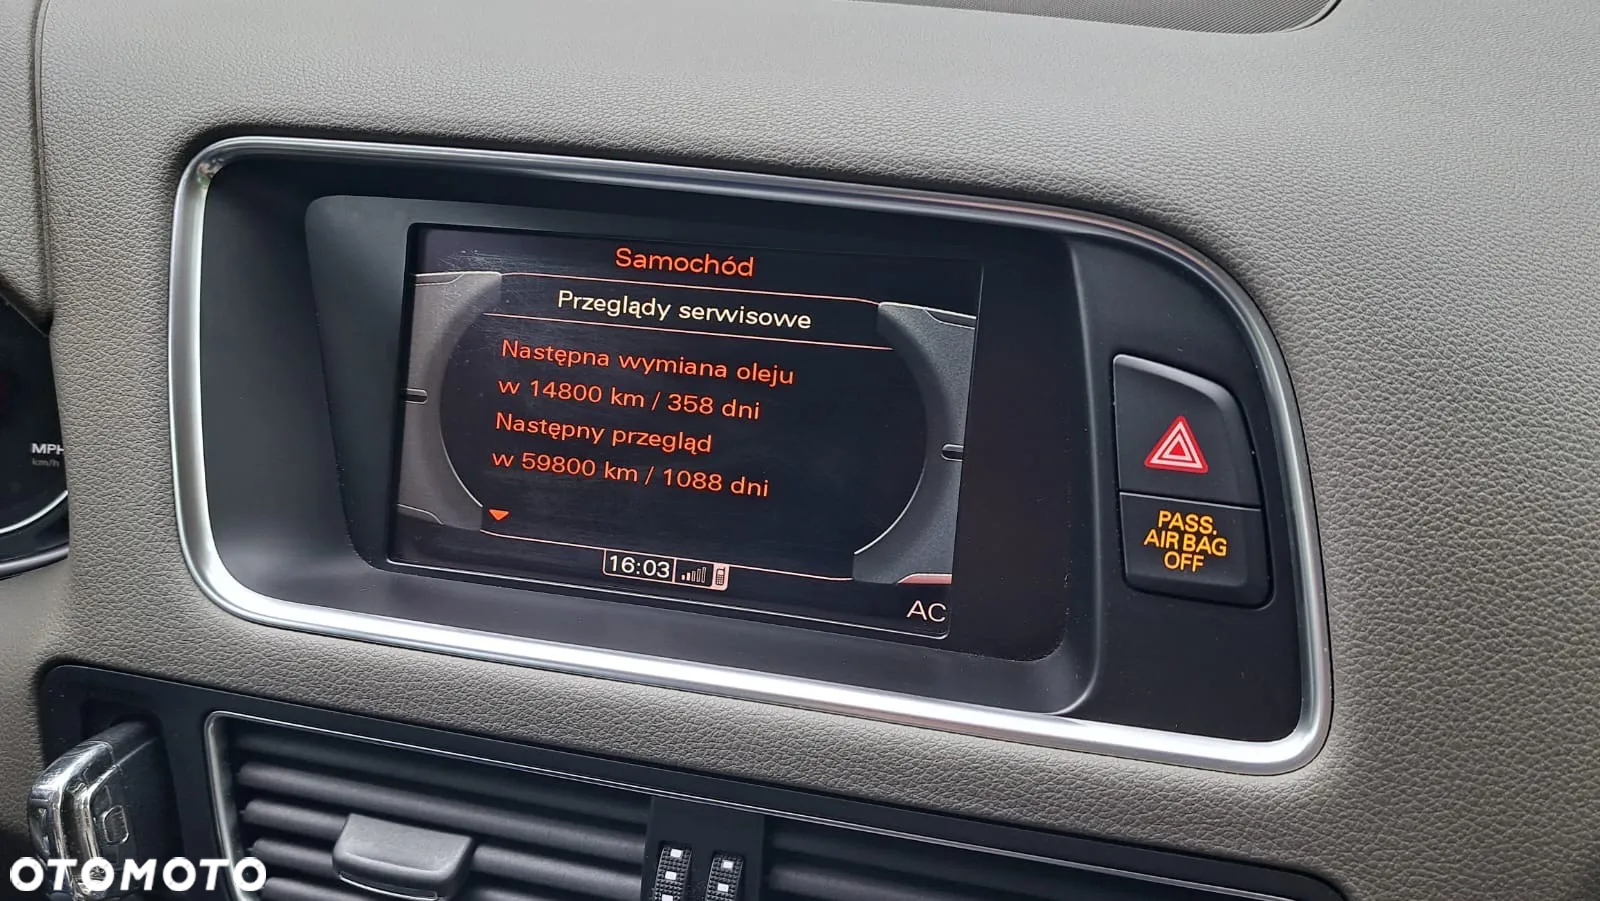 Samochód
Przeglądy serwisowe
Następna wymiana oleju
w 14800 km / 358 dni
Następny przegląd
w 59800 km / 1088 dni
16:03
AC
PASS.
AIR BAG
OFF
MPH
km/h
OTOMOTO